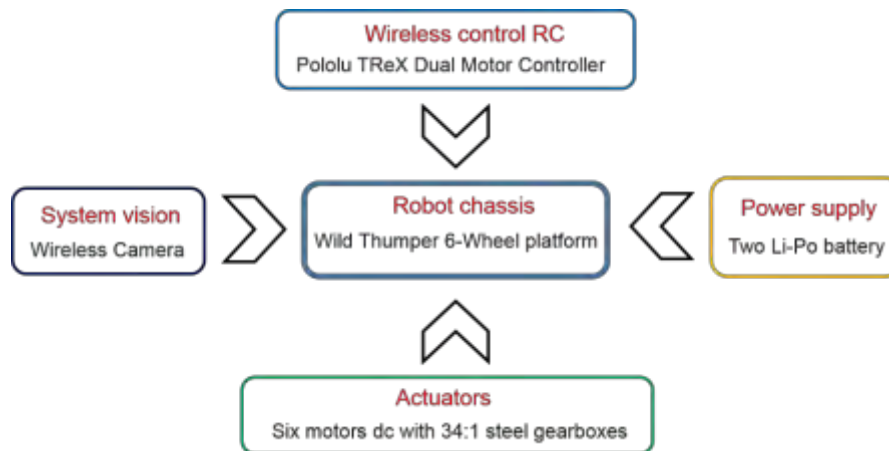 Wireless control RC
Pololu TReX Dual Motor Controller
System vision
Wireless Camera
Robot chassis
Wild Thumper 6-Wheel platform
Power supply
Two Li-Po battery
Actuators
Six motors dc with 34:1 steel gearboxes